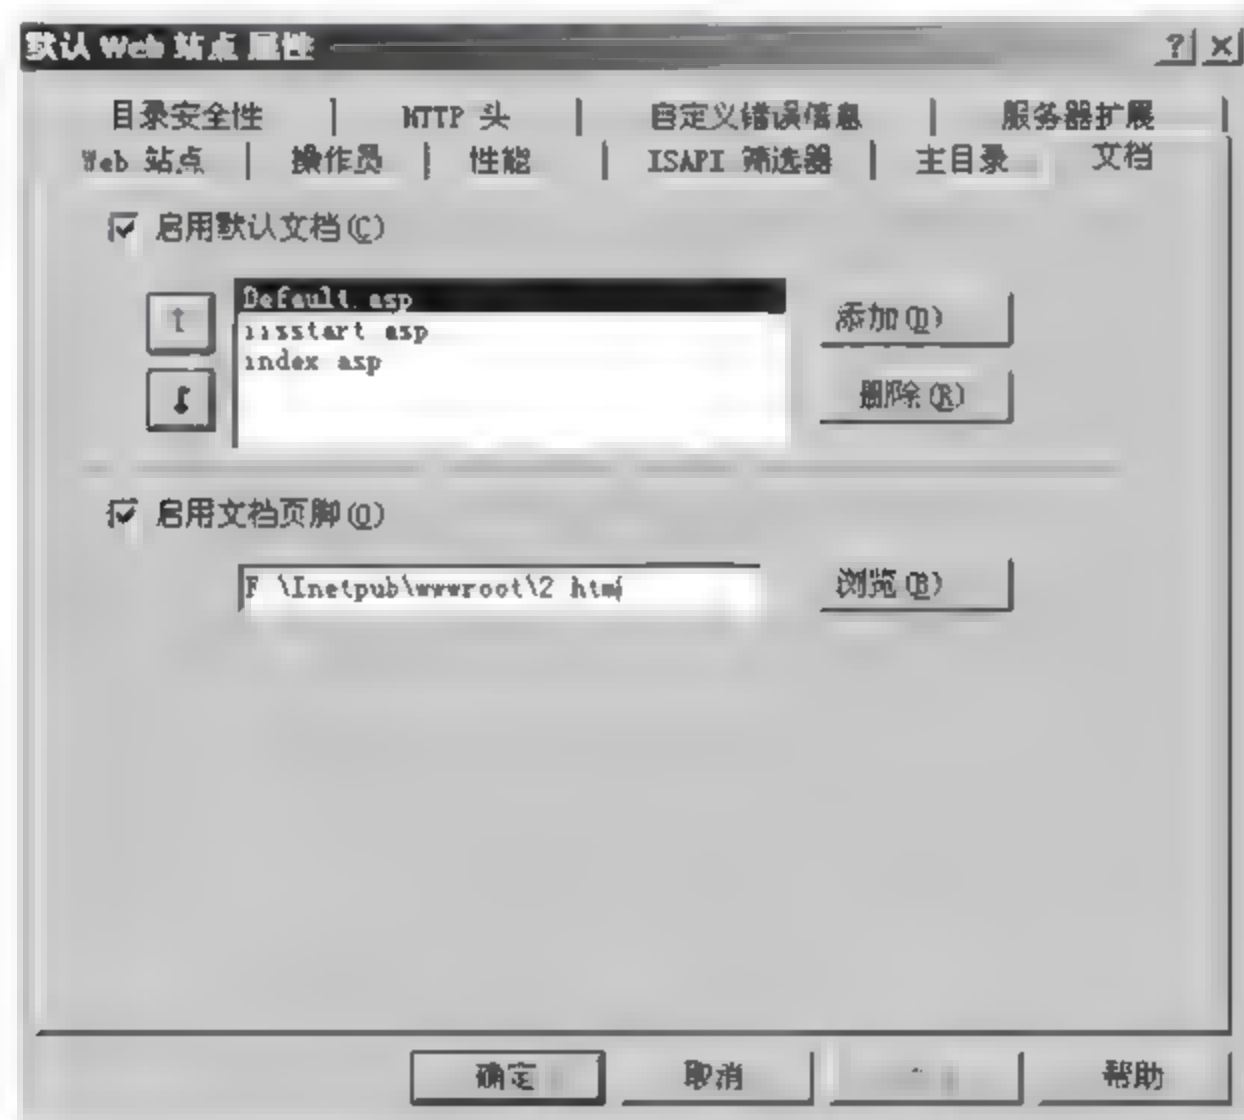 默认 Web 站点 属性
目录安全性 HTTP 头 自定义错误信息 服务器扩展
Web 站点 操作员 性能 ISAPI 筛选器 主目录 文档
启用默认文档(C)
Default.asp
iisstart asp
index asp
添加(D)
删除(R)
启用文档页脚(O)
F \Inetpub\wwwroot\2 htm
浏览(B)
确定 取消 帮助